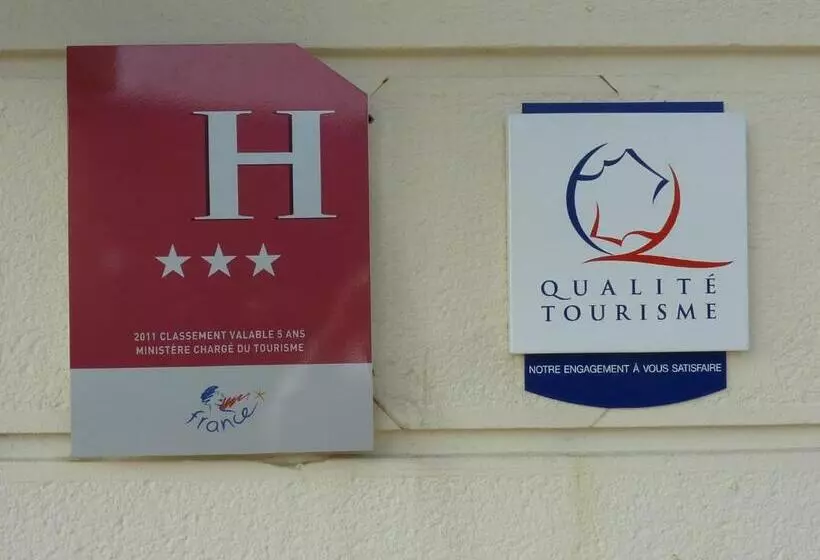 H
2011 CLASSEMENT VALABLE 5 ANS
MINISTÈRE CHARGÉ DU TOURISME
france
QUALITÉ
TOURISME
NOTRE ENGAGEMENT À VOUS SATISFAIRE